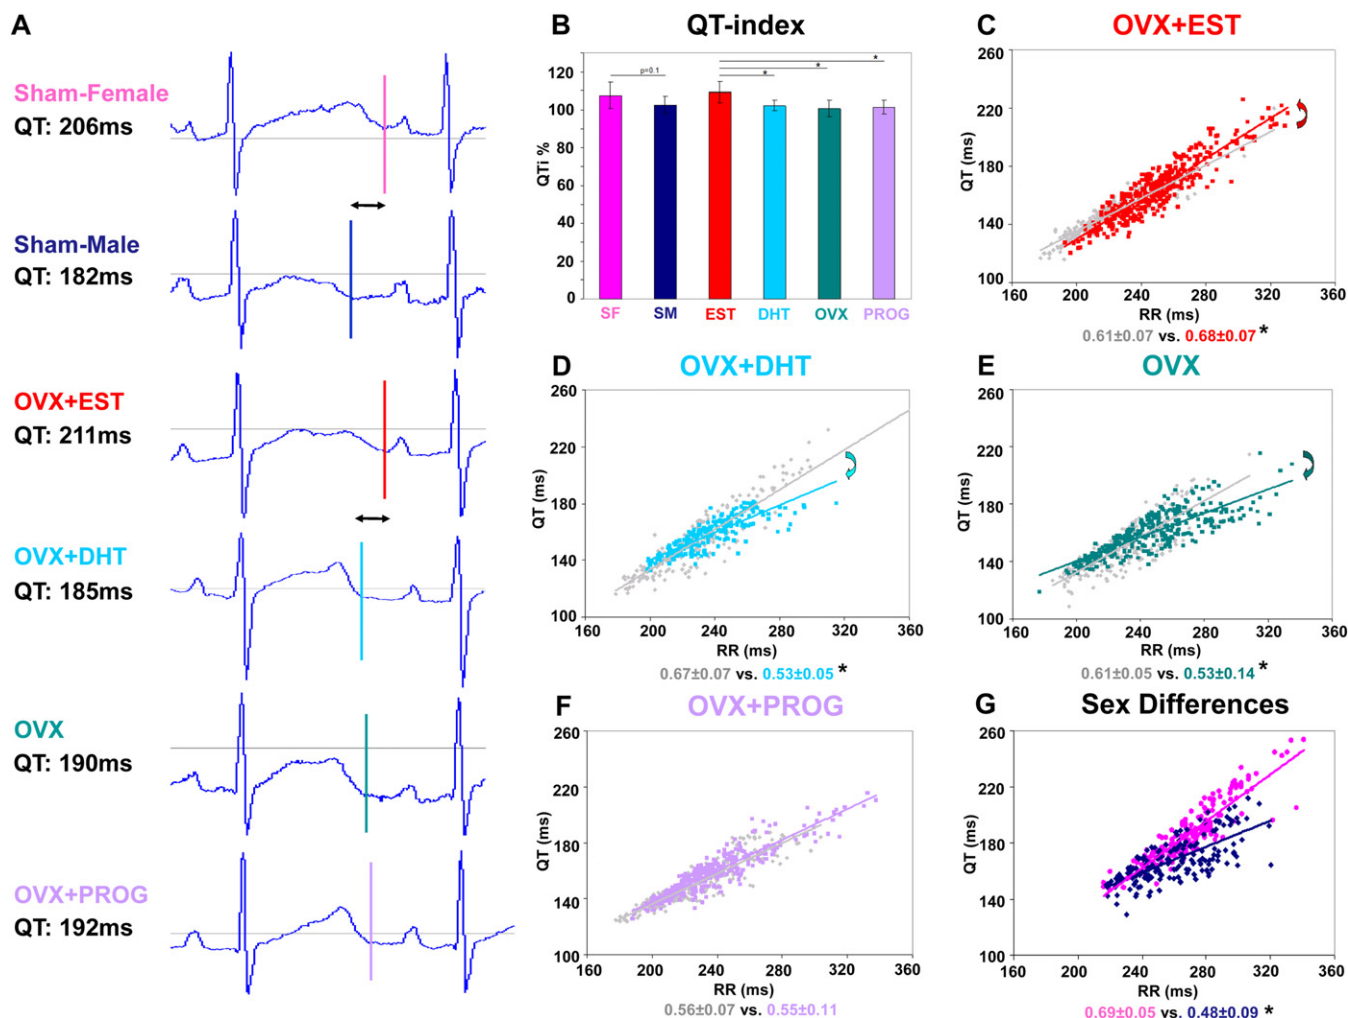 A
Sham-Female
QT: 206ms
Sham-Male
QT: 182ms
OVX+EST
QT: 211ms
OVX+DHT
QT: 185ms
OVX
QT: 190ms
OVX+PROG
QT: 192ms
B QT-index
QTi %
120
100
80
60
40
20
0
p=0.1
*
*
*
SF SM EST DHT OVX PROG
C OVX+EST
QT (ms)
260
220
180
140
100
160 200 240 280 320 360
RR (ms)
0.61±0.07 vs. 0.68±0.07 *
D OVX+DHT
QT (ms)
260
220
180
140
100
160 200 240 280 320 360
RR (ms)
0.67±0.07 vs. 0.53±0.05 *
E OVX
QT (ms)
260
220
180
140
100
160 200 240 280 320 360
RR (ms)
0.61±0.05 vs. 0.53±0.14 *
F OVX+PROG
QT (ms)
260
220
180
140
100
160 200 240 280 320 360
RR (ms)
0.56±0.07 vs. 0.55±0.11
G Sex Differences
QT (ms)
260
220
180
140
100
160 200 240 280 320 360
RR (ms)
0.69±0.05 vs. 0.48±0.09 *